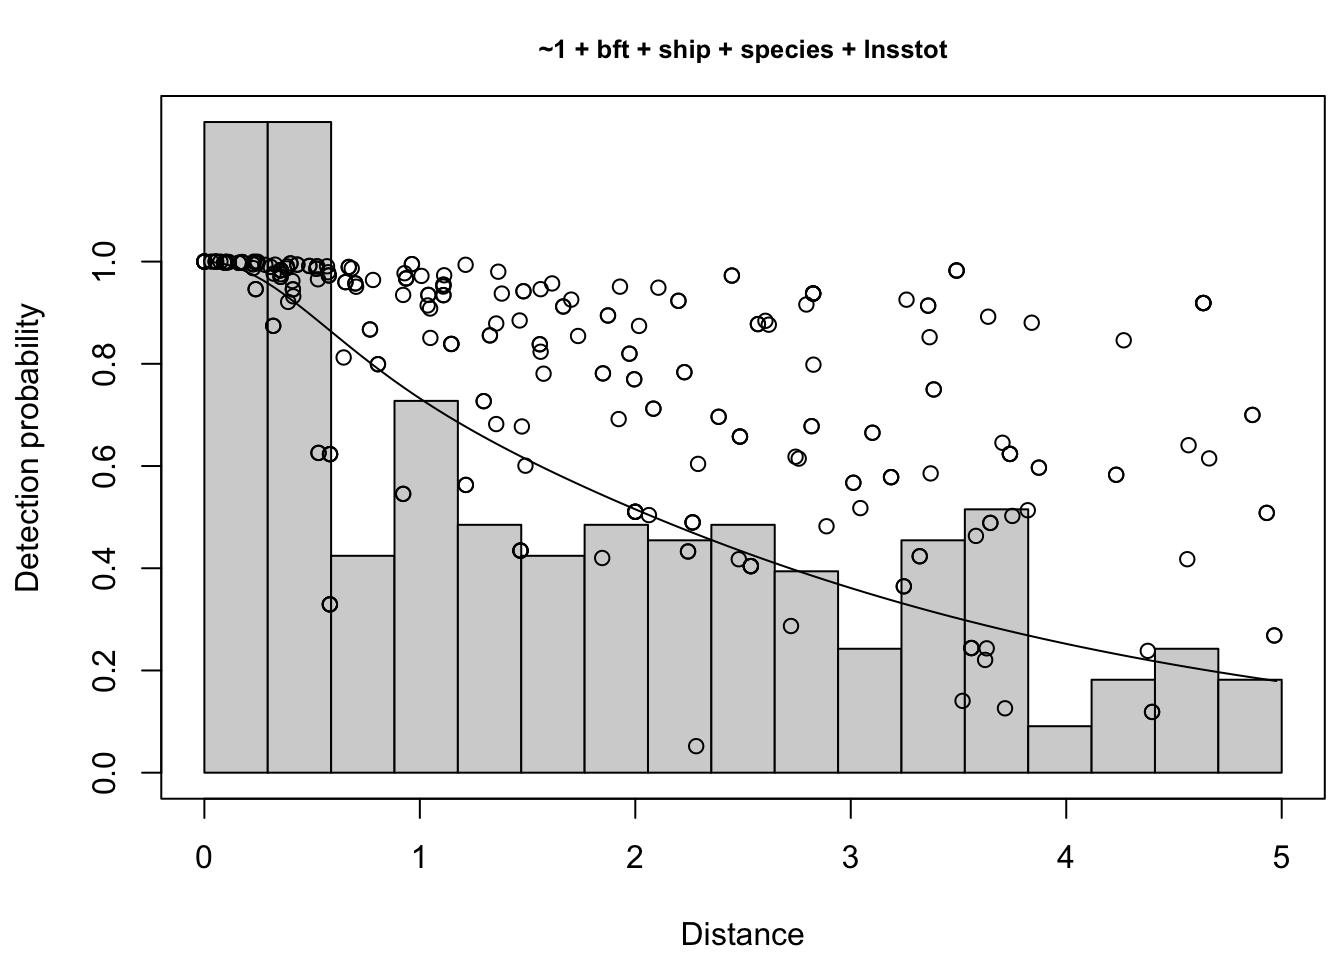 ~1 + bft + ship + species + lnsstot
Detection probability
1.0
0.8
0.6
0.4
0.2
0.0
0 1 2 3 4 5
Distance